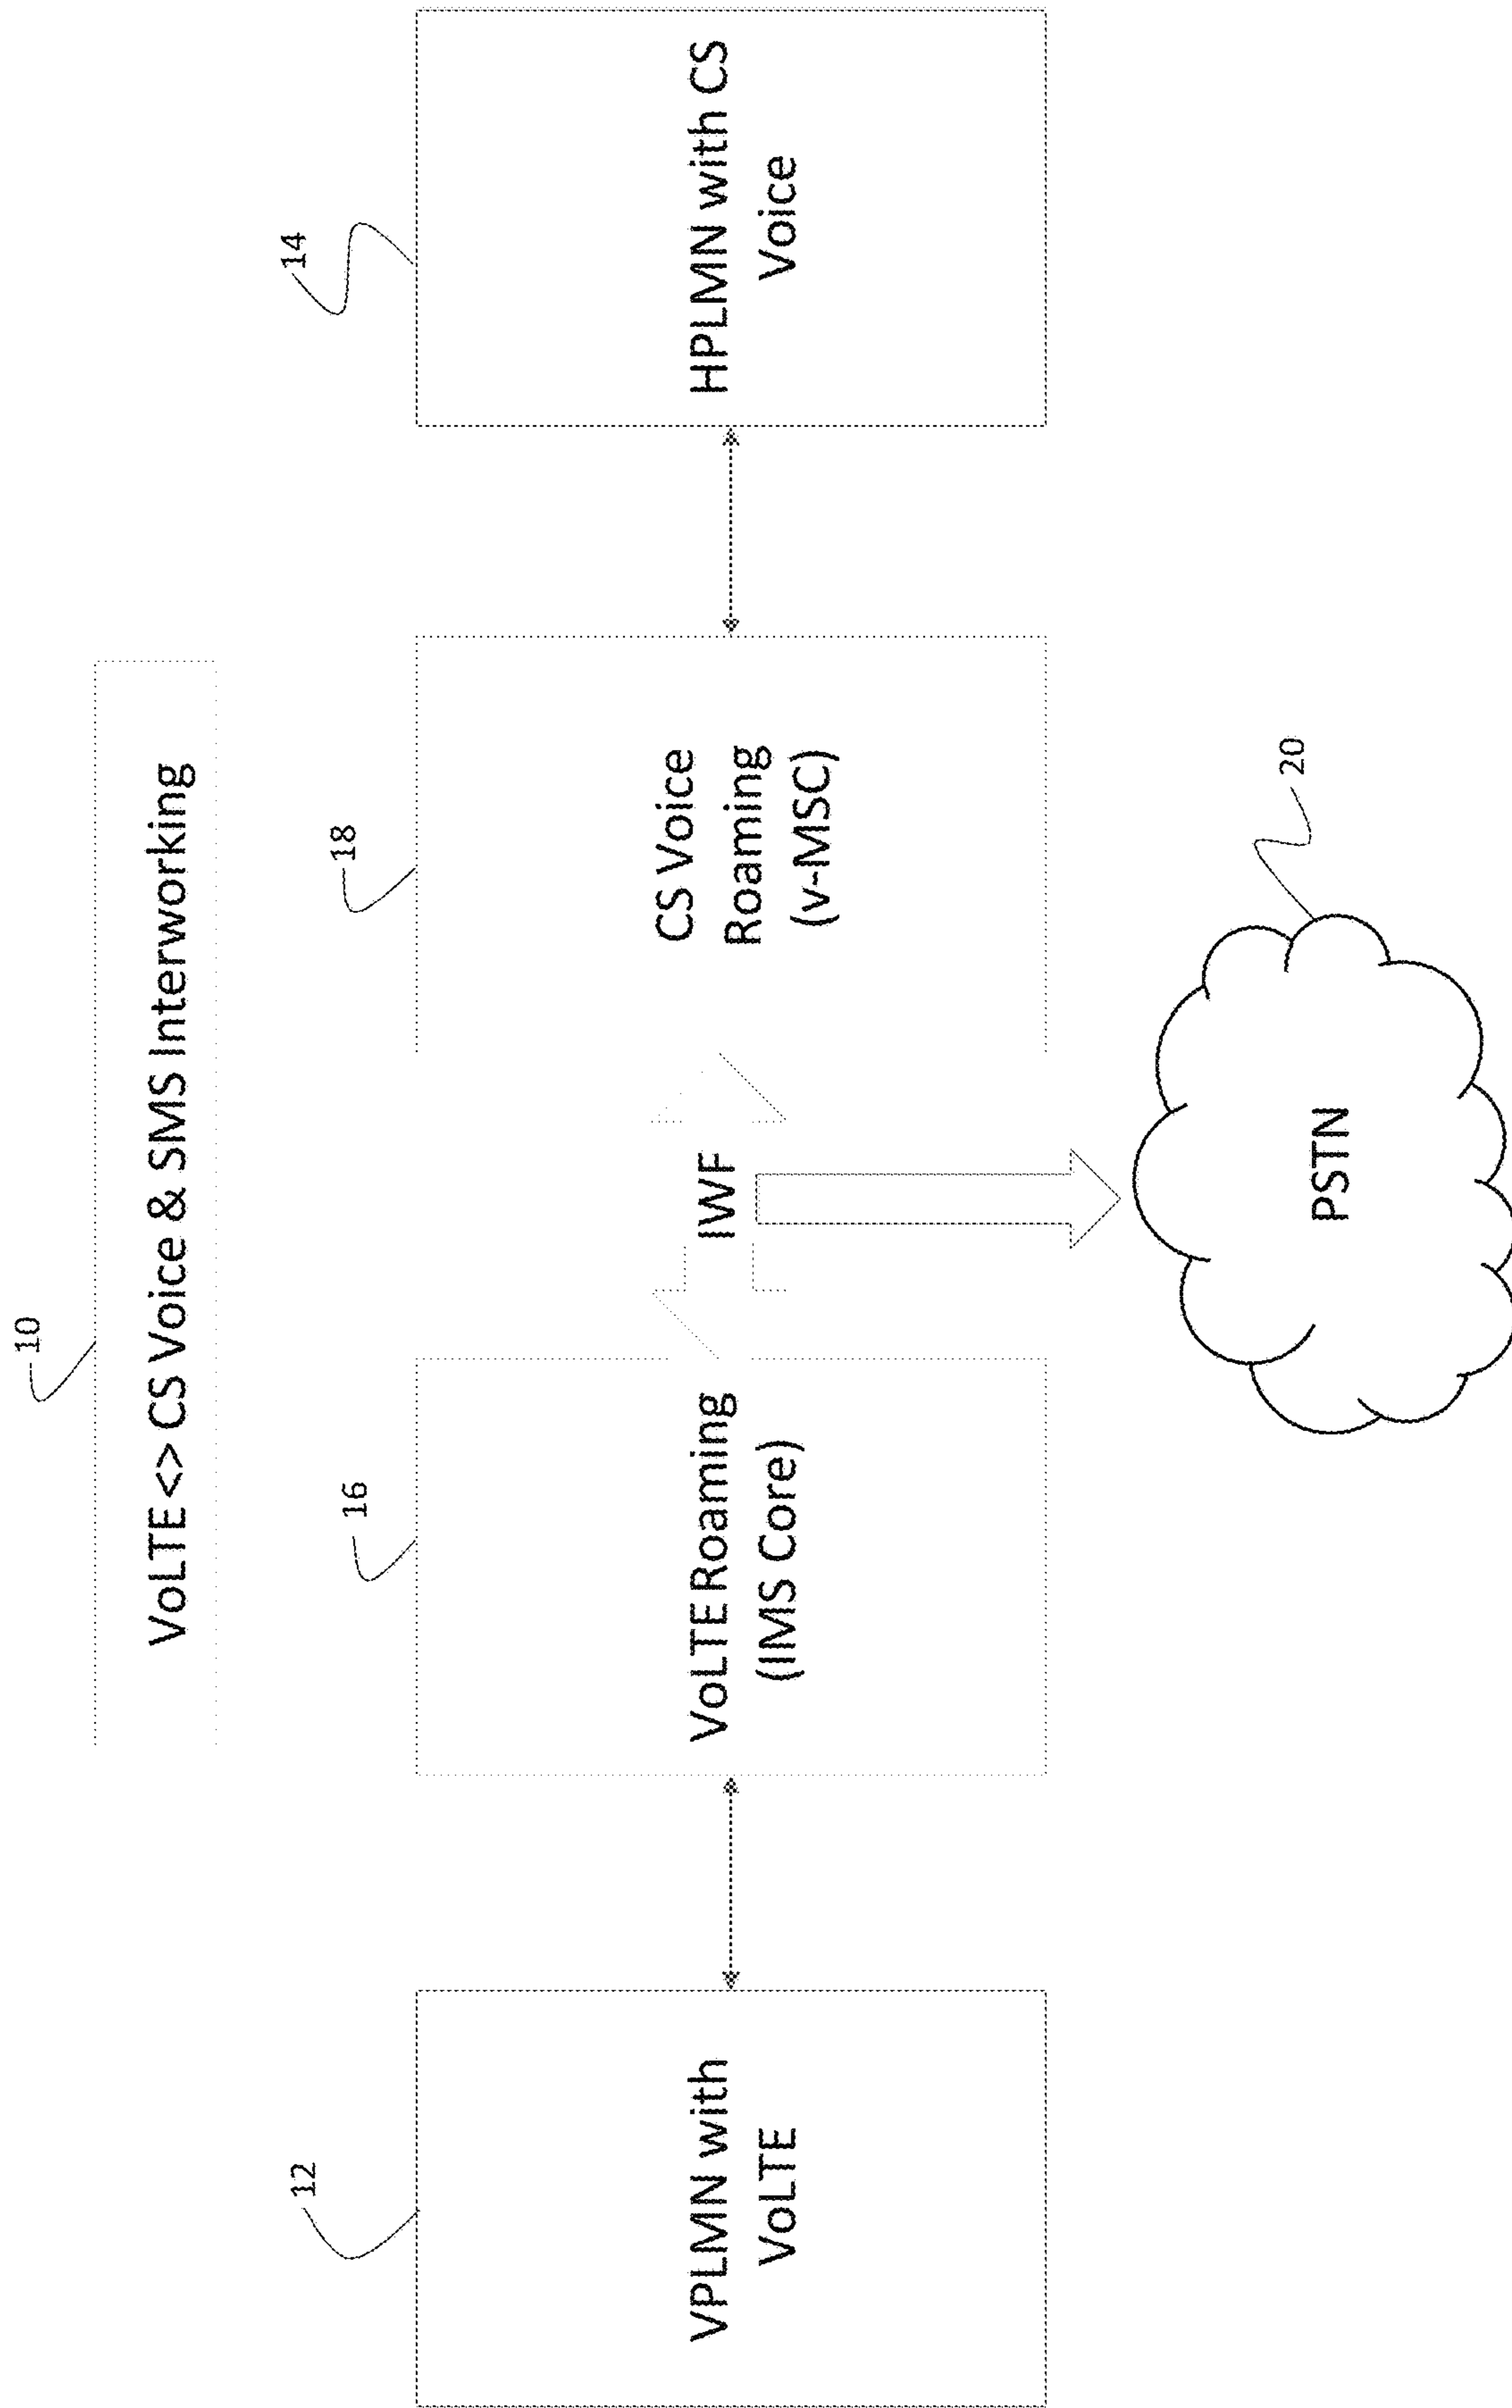 10
VoLTE <> CS Voice & SMS Interworking
12
VPLMN with
VoLTE
16
VoLTE Roaming
(IMS Core)
IWF
18
CS Voice
Roaming
(v-MSC)
14
HPLMN with CS
Voice
PSTN
20